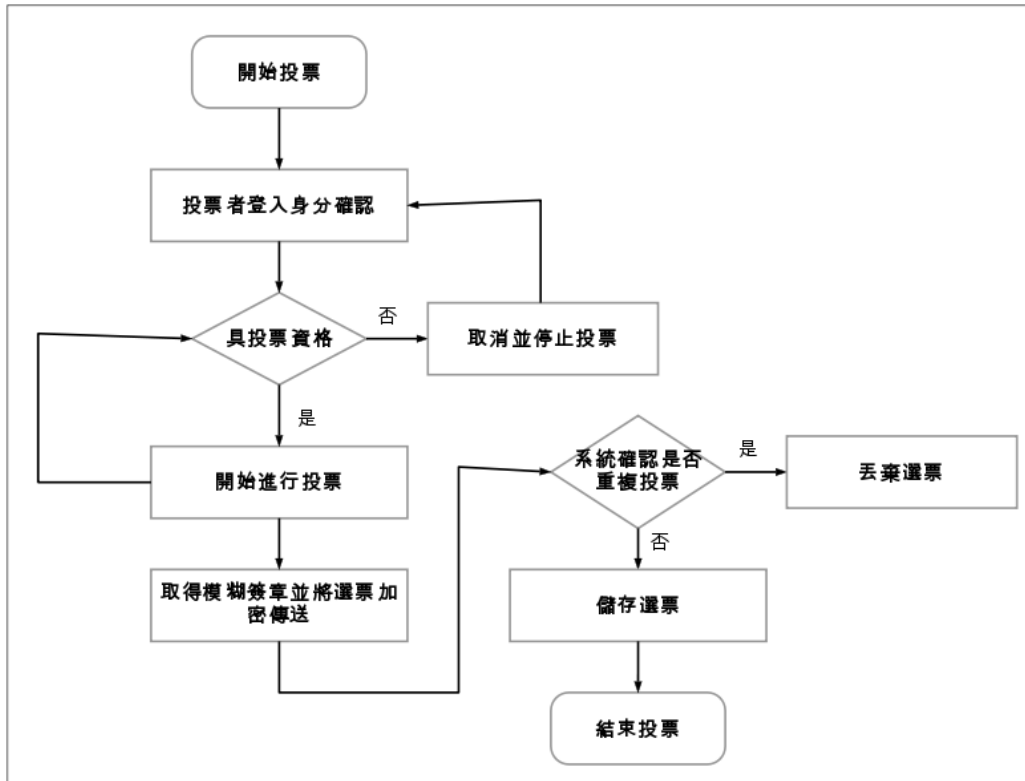 開始投票
投票者登入身分確認
具投票資格
否
取消並停止投票
是
開始進行投票
取得模糊簽章並將選票加
密傳送
系統確認是否
重複投票
是
丟棄選票
否
儲存選票
結束投票